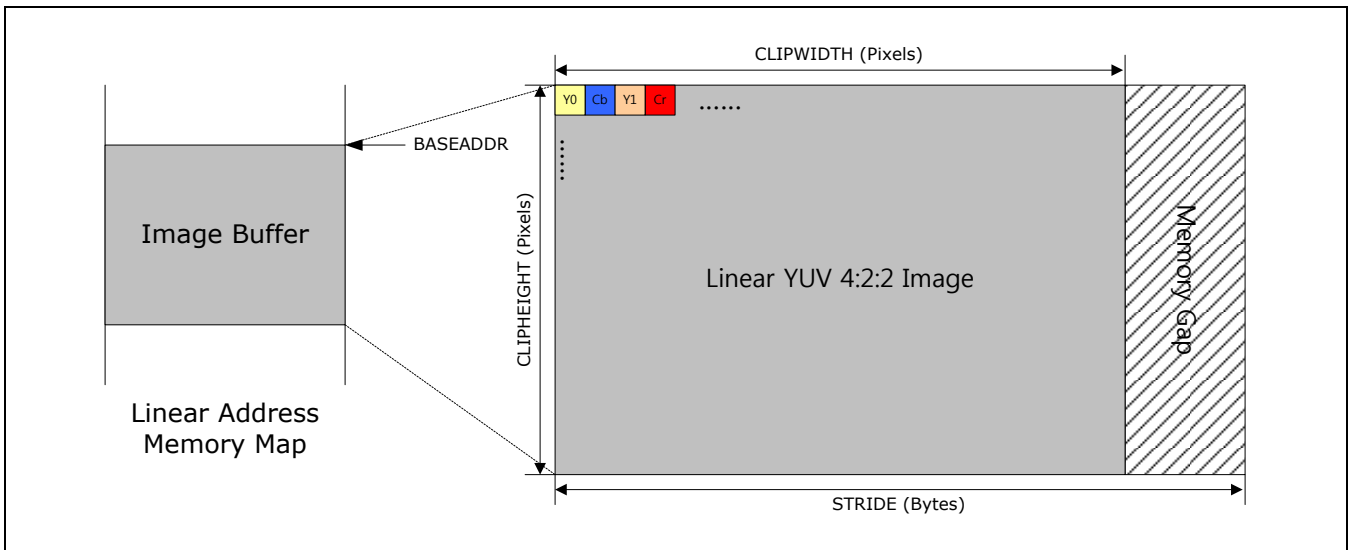 CLIPWIDTH (Pixels)
Y0 Cb Y1 Cr ......
BASEADDR
......
Image Buffer
CLIPHEIGHT (Pixels)
Linear YUV 4:2:2 Image
Memory Gap
Linear Address
Memory Map
STRIDE (Bytes)